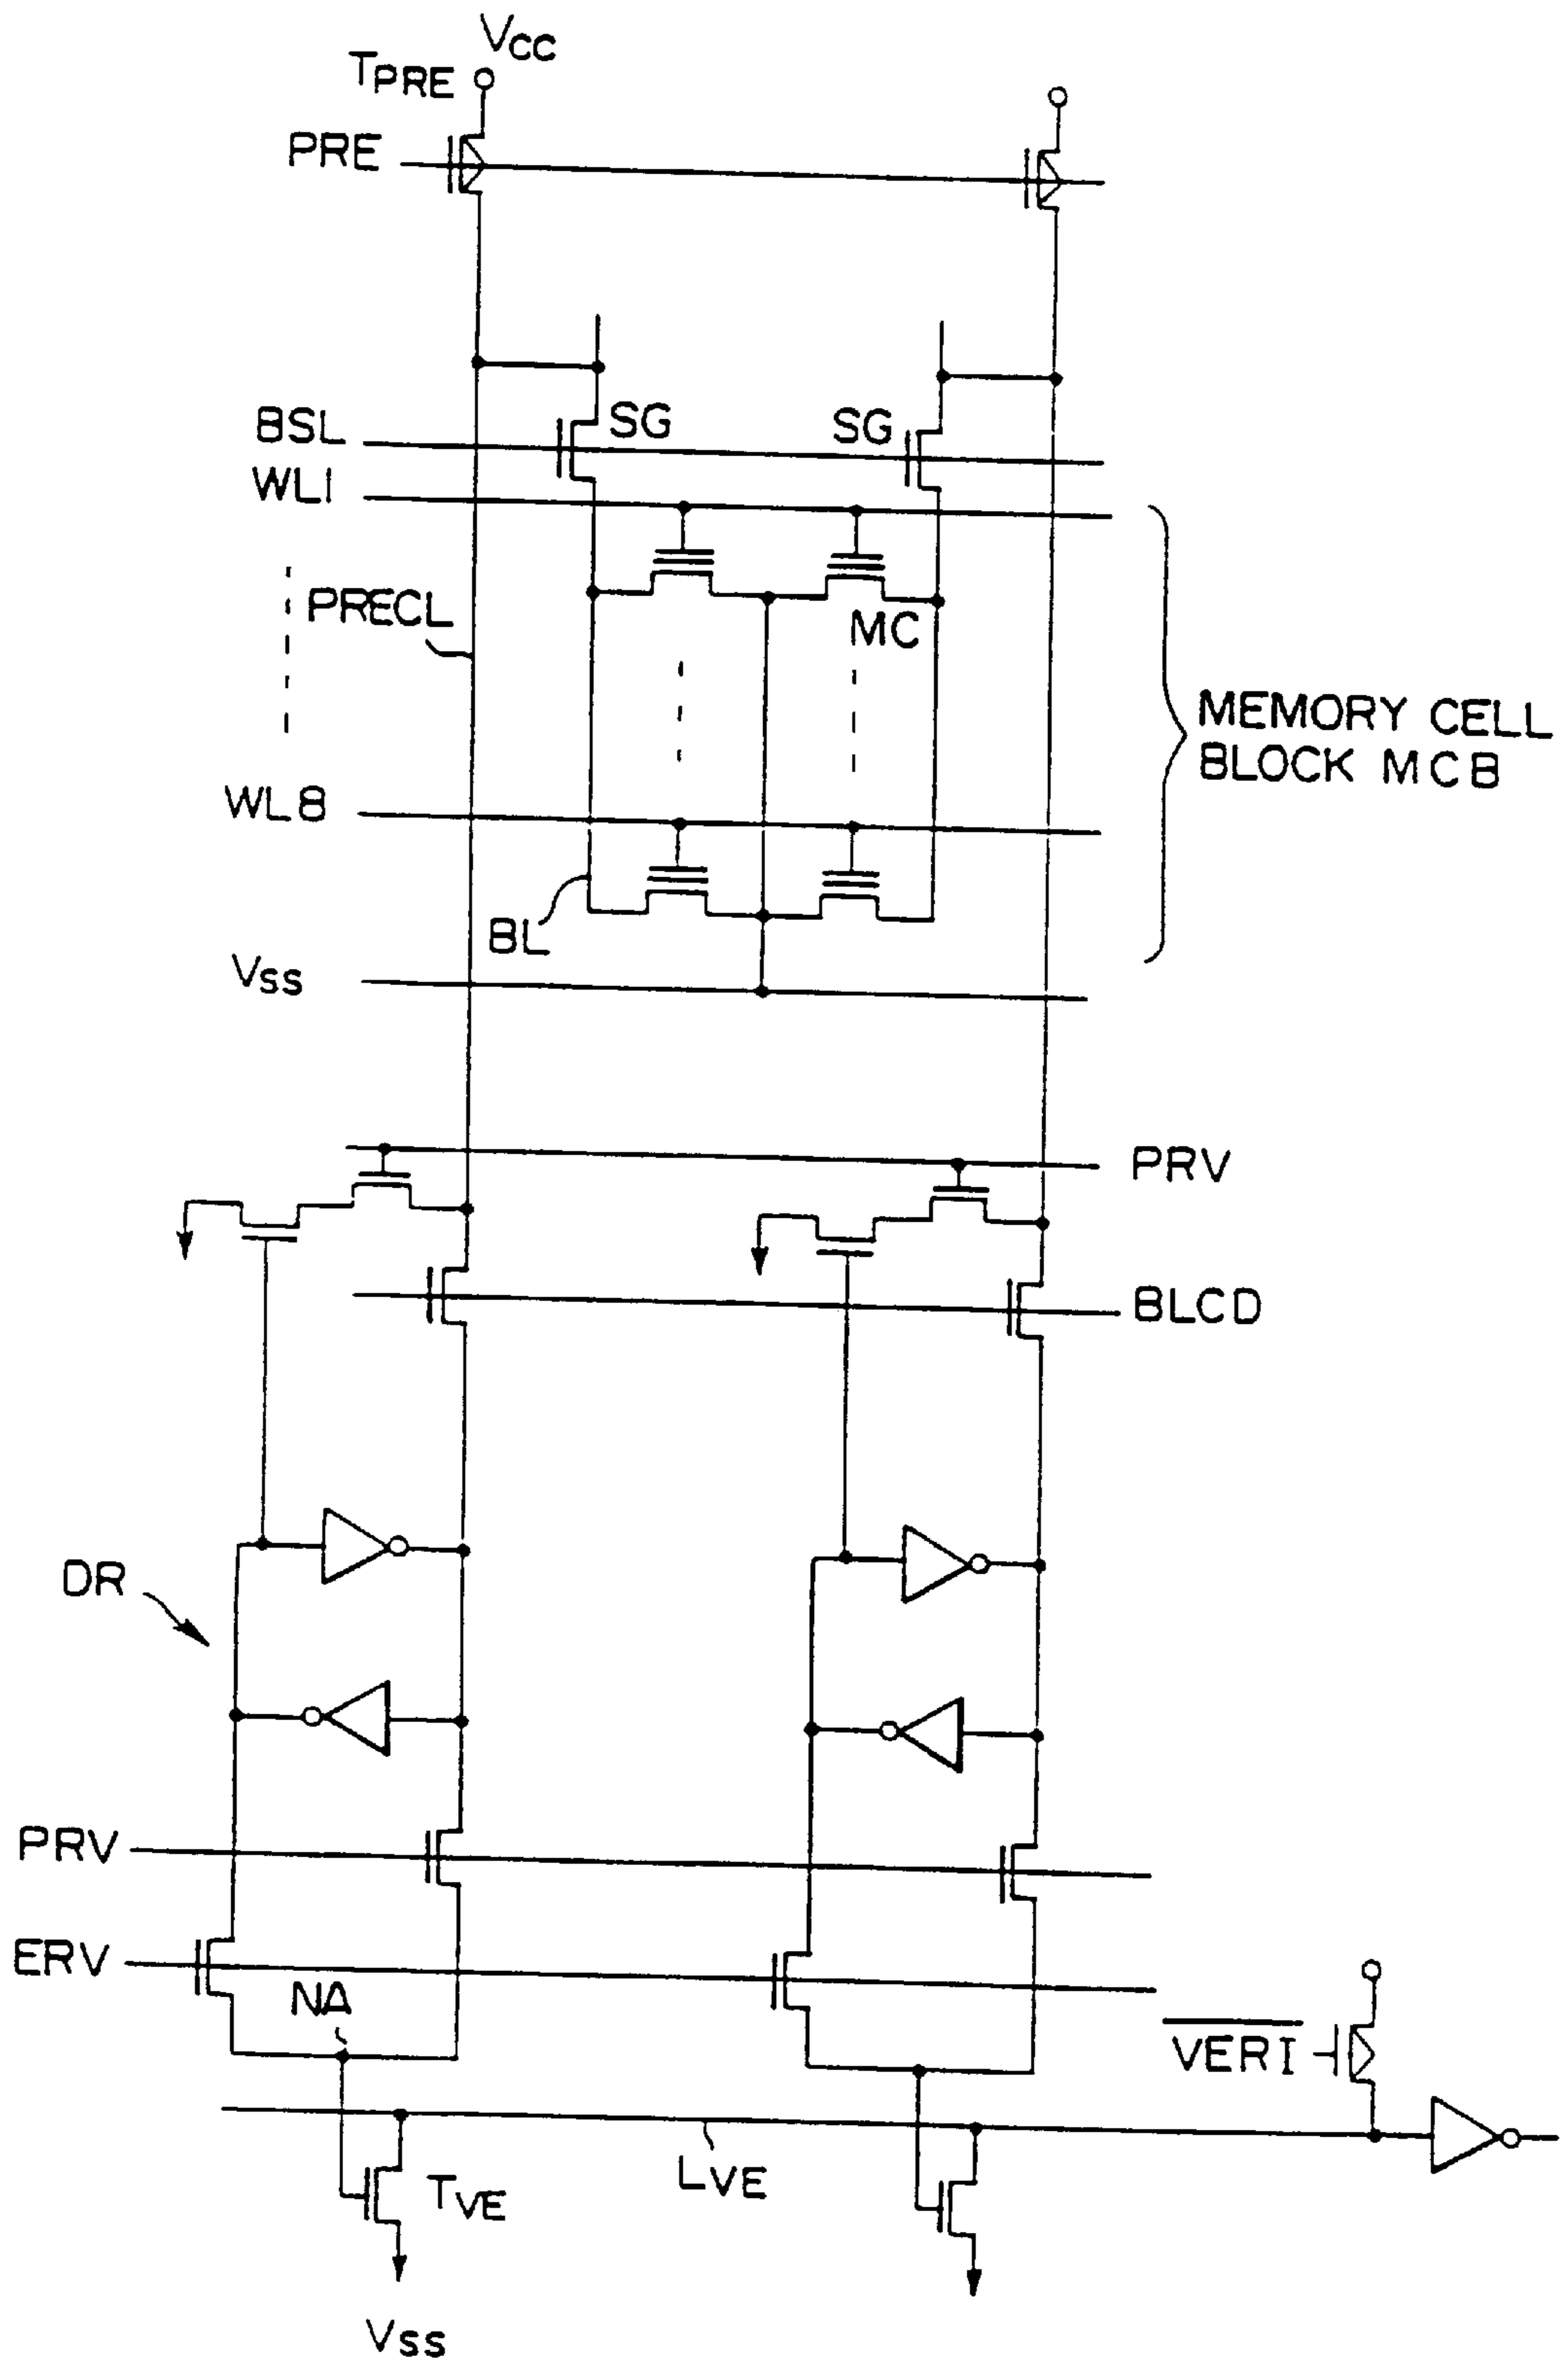 VCC
TPRE
PRE
BSL
SG
SG
WL1
PRECL
MC
MEMORY CELL
BLOCK MCB
WL8
BL
VSS
PRV
BLCD
DR
PRV
ERV
NA
VERI
LVE
TVE
VSS